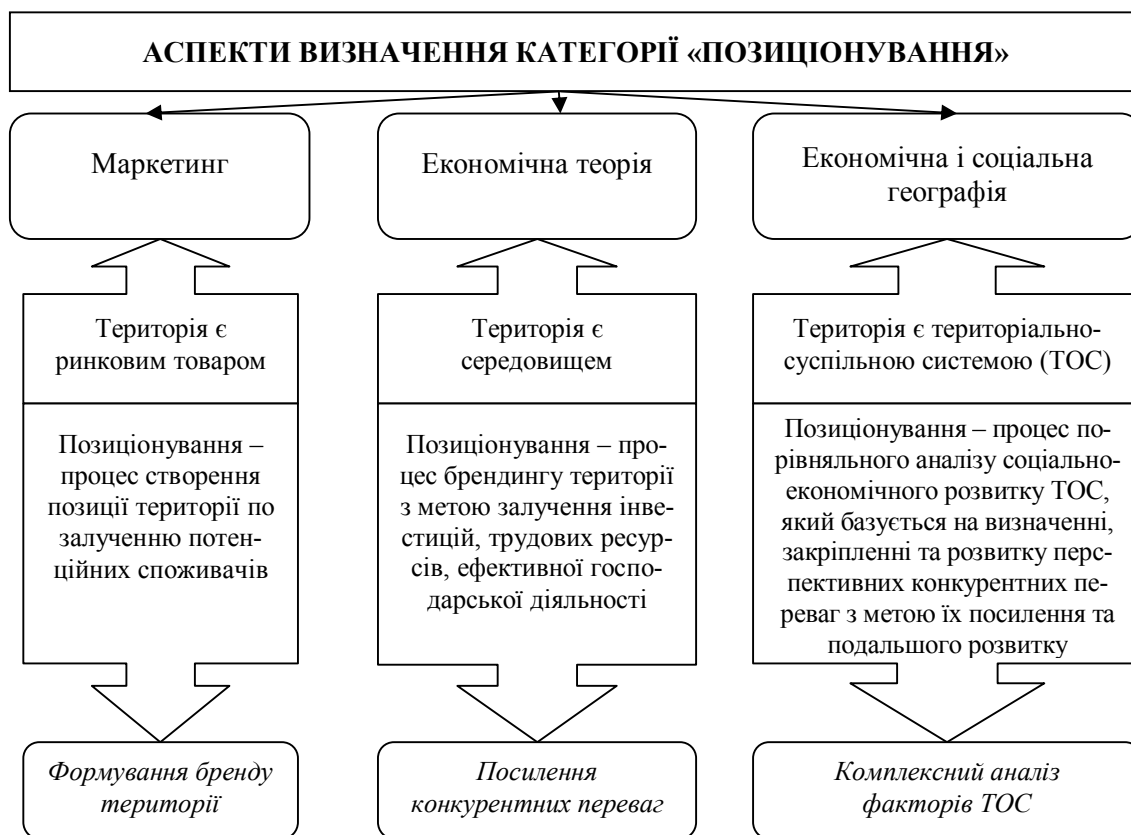 АСПЕКТИ ВИЗНАЧЕННЯ КАТЕГОРІЇ «ПОЗИЦІОНУВАННЯ»
Маркетинг
Економічна теорія
Економічна і соціальна
географія
Територія є
ринковим товаром
Територія є
середовищем
Територія є територіально-
суспільною системою (ТОС)
Позиціонування –
процес створення
позиції території по
залученню потен-
ційних споживачів
Позиціонування – про-
цес брендингу території
з метою залучення інве-
стицій, трудових ресур-
сів, ефективної госпо-
дарської діяльності
Позиціонування – процес по-
рівняльного аналізу соціально-
економічного розвитку ТОС,
який базується на визначенні,
закріпленні та розвитку перс-
пективних конкурентних пе-
реваг з метою їх посилення та
подальшого розвитку
Формування бренду
території
Посилення
конкурентних переваг
Комплексний аналіз
факторів ТОС